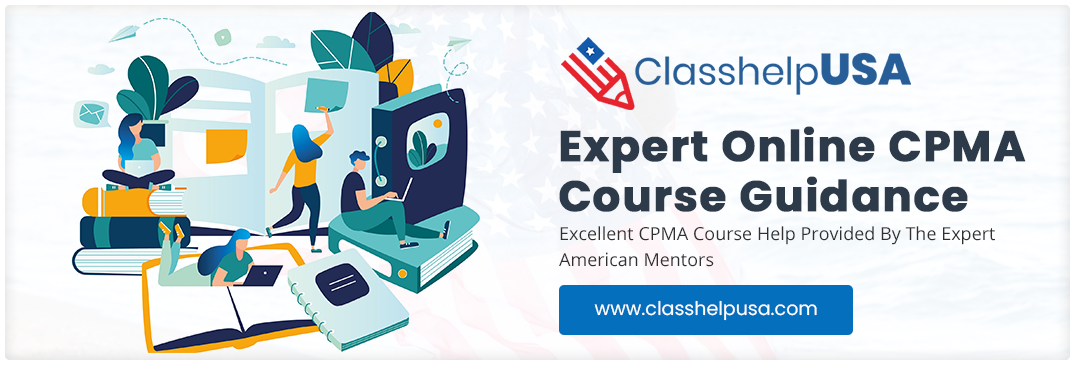 ClasshelpUSA
Expert Online CPMA
Course Guidance
Excellent CPMA Course Help Provided By The Expert
American Mentors
www.classhelpusa.com